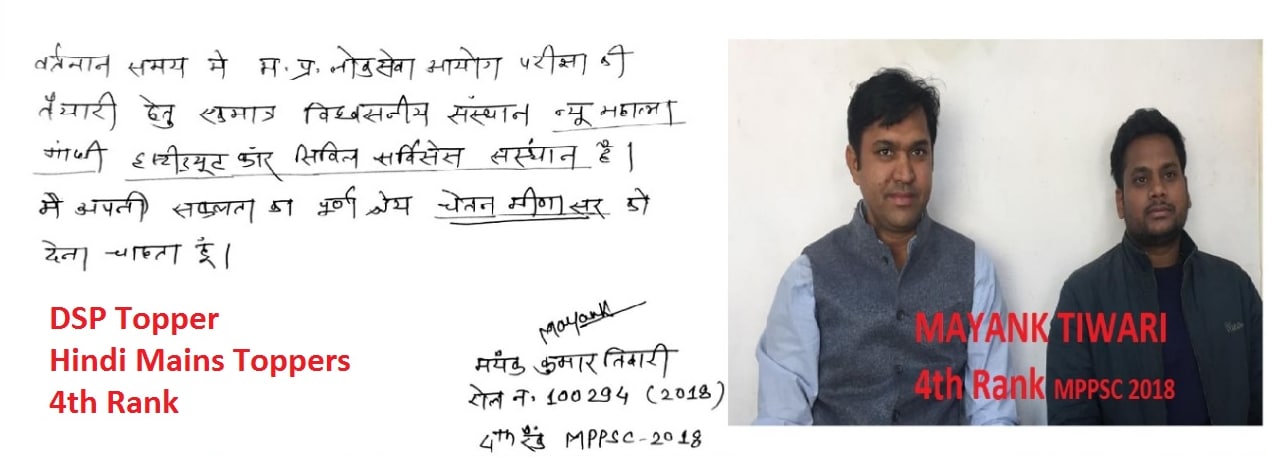 वर्तमान समय मे म. प्र. लोकसेवा आयोग परीक्षा की
तैयारी हेतु एकमात्र विश्वसनीय संस्थान न्यू महात्मा
गांधी इंस्टीट्यूट फॉर सिविल सर्विसेस संस्थान है।
मै अपनी सफलता का पूर्ण श्रेय चेतन मीणा सर को
देना चाहता हूं।
Mayank
मयंक कुमार तिवारी
रोल न. 100294 (2018)
4th रैंक MPPSC-2018
DSP Topper
Hindi Mains Toppers
4th Rank
MAYANK TIWARI
4th Rank MPPSC 2018